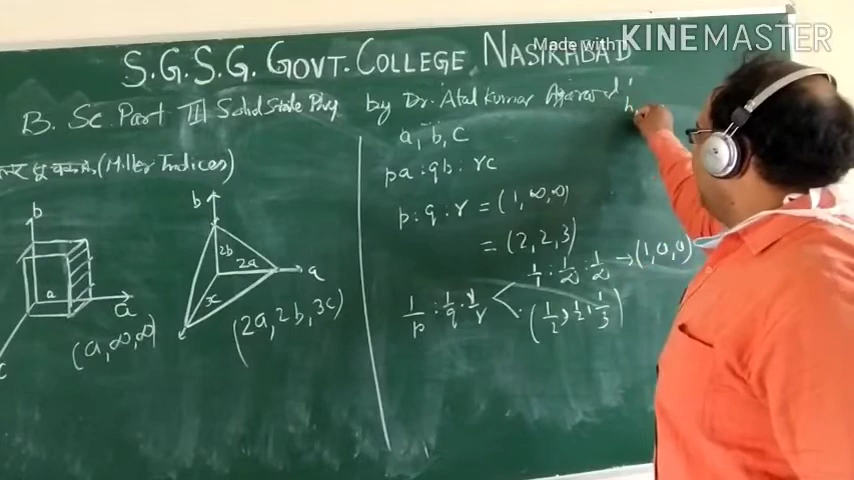 Made with KINEMASTER
S.G.S.G. GOVT. COLLEGE NASIRABAD
B. Sc. Part III Solid State Phy by Dr. Atal Kumar Agarwal
(Miller Indices)
a, b, c
pa : qb : rc
p : q : r = (1, ∞, ∞)
= (2, 2, 3)
1/1 : 1/∞ : 1/∞ → (1, 0, 0)
1/p : 1/q : 1/r
(1/2, 1/2, 1/3)
b
a
a
c
(a, ∞, ∞)
b
2b
2a
a
c
(2a, 2b, 3c)
h